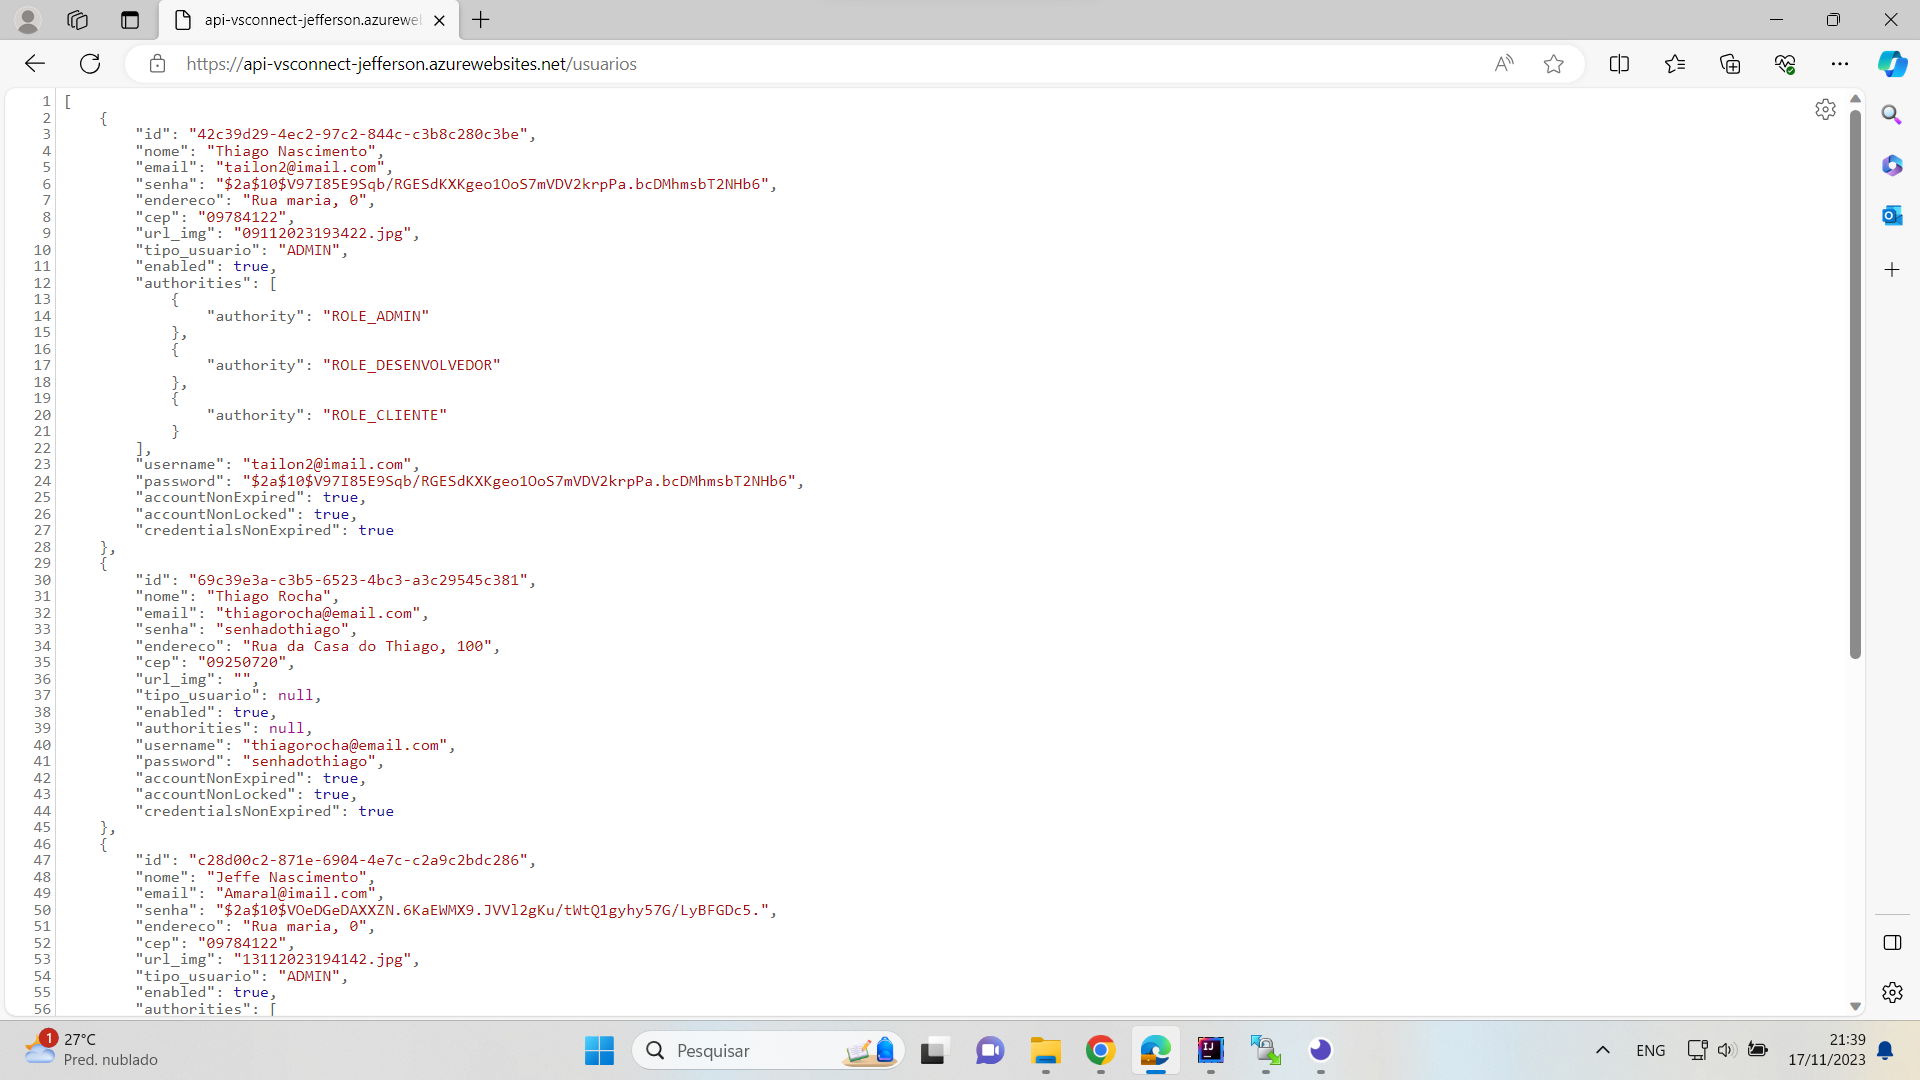 api-vsconnect-jefferson.azurewe
https://api-vsconnect-jefferson.azurewebsites.net/usuarios
1 [
2 {
3 "id": "42c39d29-4ec2-97c2-844c-c3b8c280c3be",
4 "nome": "Thiago Nascimento",
5 "email": "tailon2@imail.com",
6 "senha": "$2a$10$V97I85E9Sqb/RGESdKXKgeo1OoS7mVDV2krpPa.bcDMhmsbT2NHb6",
7 "endereco": "Rua maria, 0",
8 "cep": "09784122",
9 "url_img": "09112023193422.jpg",
10 "tipo_usuario": "ADMIN",
11 "enabled": true,
12 "authorities": [
13 {
14 "authority": "ROLE_ADMIN"
15 },
16 {
17 "authority": "ROLE_DESENVOLVEDOR"
18 },
19 {
20 "authority": "ROLE_CLIENTE"
21 }
22 ],
23 "username": "tailon2@imail.com",
24 "password": "$2a$10$V97I85E9Sqb/RGESdKXKgeo1OoS7mVDV2krpPa.bcDMhmsbT2NHb6",
25 "accountNonExpired": true,
26 "accountNonLocked": true,
27 "credentialsNonExpired": true
28 },
29 {
30 "id": "69c39e3a-c3b5-6523-4bc3-a3c29545c381",
31 "nome": "Thiago Rocha",
32 "email": "thiagorocha@email.com",
33 "senha": "senhadothiago",
34 "endereco": "Rua da Casa do Thiago, 100",
35 "cep": "09250720",
36 "url_img": "",
37 "tipo_usuario": null,
38 "enabled": true,
39 "authorities": null,
40 "username": "thiagorocha@email.com",
41 "password": "senhadothiago",
42 "accountNonExpired": true,
43 "accountNonLocked": true,
44 "credentialsNonExpired": true
45 },
46 {
47 "id": "c28d00c2-871e-6904-4e7c-c2a9c2bdc286",
48 "nome": "Jeffe Nascimento",
49 "email": "Amaral@imail.com",
50 "senha": "$2a$10$VOeDGeDAXXZN.6KaEWMX9.JVVl2gKu/tWtQ1gyhy57G/LyBFGDc5.",
51 "endereco": "Rua maria, 0",
52 "cep": "09784122",
53 "url_img": "13112023194142.jpg",
54 "tipo_usuario": "ADMIN",
55 "enabled": true,
56 "authorities": [
1
27°C
Pred. nublado
Pesquisar
IJ
ENG
21:39
17/11/2023